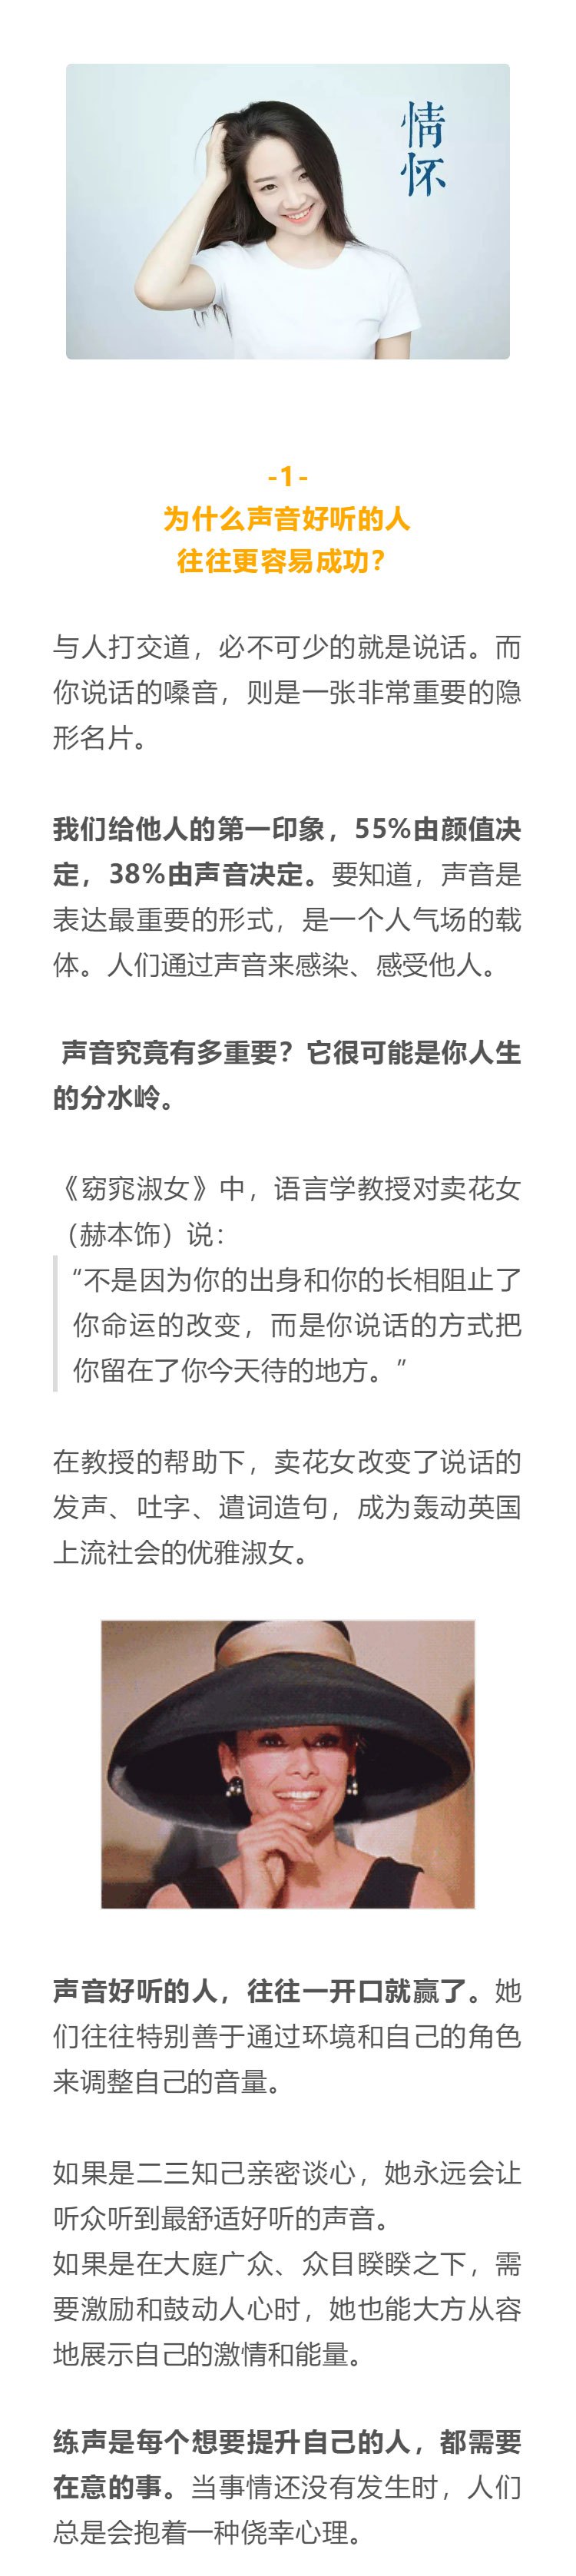 情
怀
-1-
为什么声音好听的人
往往更容易成功？
与人打交道，必不可少的就是说话。而
你说话的嗓音，则是一张非常重要的隐
形名片。
我们给他人的第一印象，55%由颜值决
定，38%由声音决定。要知道，声音是
表达最重要的形式，是一个人气场的载
体。人们通过声音来感染、感受他人。
声音究竟有多重要？它很可能是你人生
的分水岭。
《窈窕淑女》中，语言学教授对卖花女
（赫本饰）说：
“不是因为你的出身和你的长相阻止了
你命运的改变，而是你说话的方式把
你留在了你今天待的地方。”
在教授的帮助下，卖花女改变了说话的
发声、吐字、遣词造句，成为轰动英国
上流社会的优雅淑女。
声音好听的人，往往一开口就赢了。她
们往往特别善于通过环境和自己的角色
来调整自己的音量。
如果是二三知己亲密谈心，她永远会让
听众听到最舒适好听的声音。
如果是在大庭广众、众目睽睽之下，需
要激励和鼓动人心时，她也能大方从容
地展示自己的激情和能量。
练声是每个想要提升自己的人，都需要
在意的事。当事情还没有发生时，人们
总是会抱着一种侥幸心理。